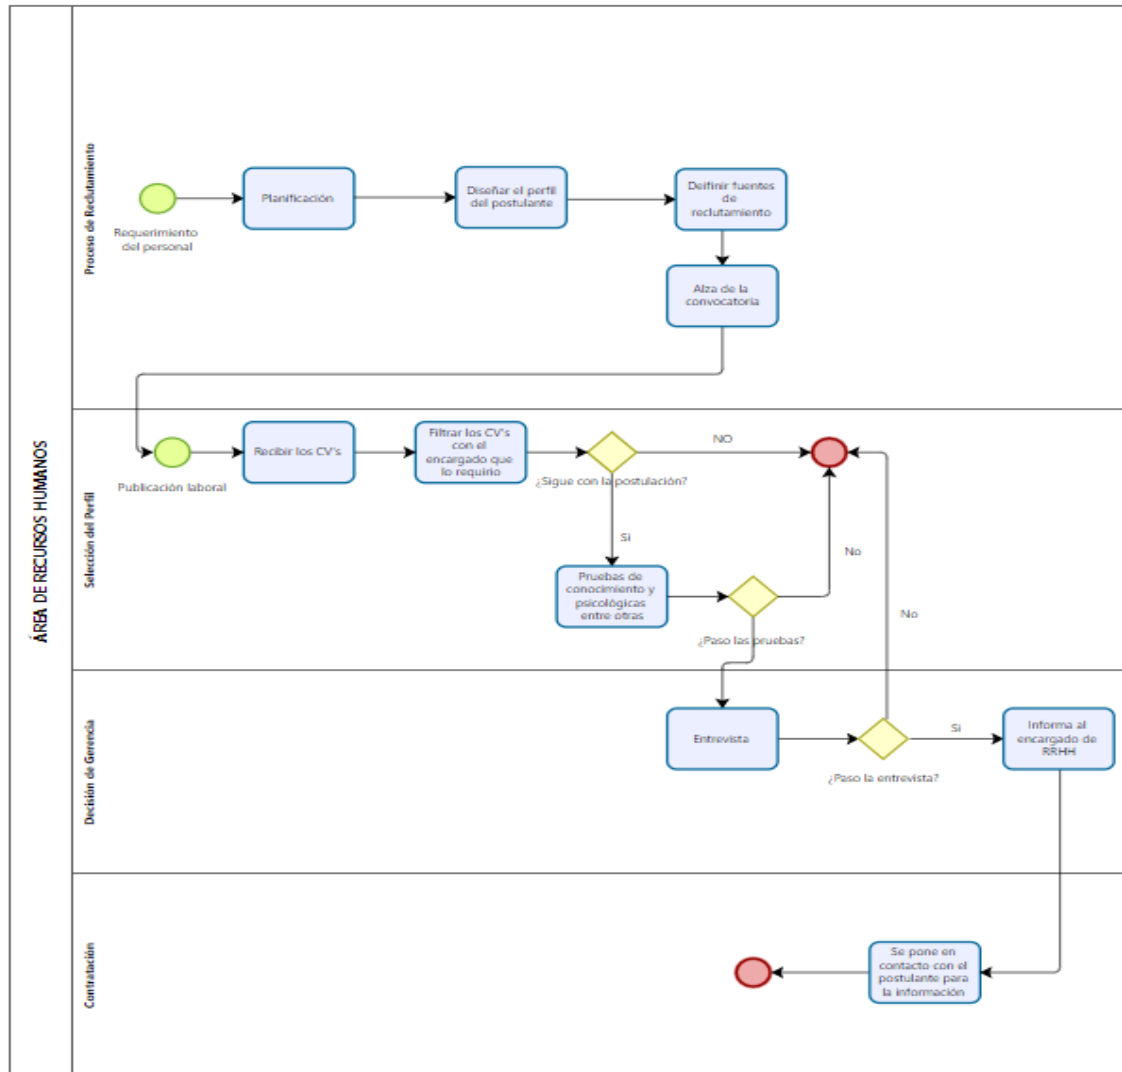 ÁREA DE RECURSOS HUMANOS
Proceso de Reclutamiento
Requerimiento
del personal
Planificación
Diseñar el perfil
del postulante
Deifinir fuentes
de
reclutamiento
Alza de la
convocatoria
Selección del Perfil
Publicación laboral
Recibir los CV's
Filtrar los CV's
con el
encargado que
lo requirio
¿Sigue con la postulación?
NO
Si
Pruebas de
conocimiento y
psicológicas
entre otras
¿Paso las pruebas?
No
No
Decisión de Gerencia
Entrevista
¿Paso la entrevista?
Si
Informa al
encargado de
RRHH
Contratación
Se pone en
contacto con el
postulante para
la información